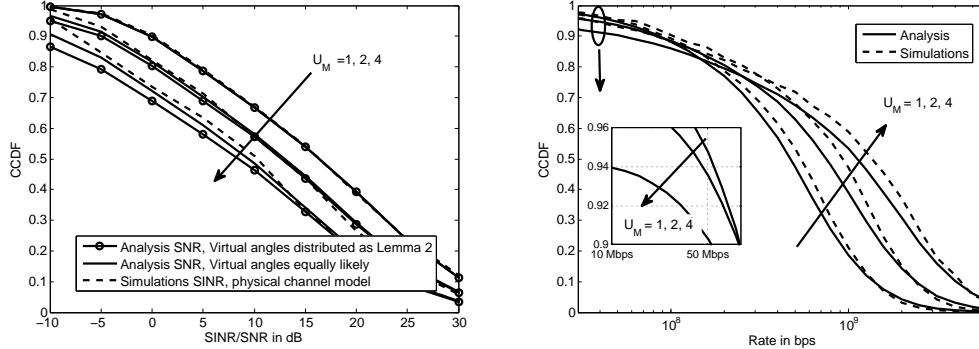 1
0.9
0.8
0.7
0.6
0.5
0.4
0.3
0.2
0.1
0
CCDF
−10 −5 0 5 10 15 20 25 30
SINR/SNR in dB
U_M =1, 2, 4
Analysis SNR, Virtual angles distributed as Lemma 2
Analysis SNR, Virtual angles equally likely
Simulations SINR, physical channel model
1
0.9
0.8
0.7
0.6
0.5
0.4
0.3
0.2
0.1
0
CCDF
10^8 10^9
Rate in bps
Analysis
Simulations
U_M = 1, 2, 4
0.96
0.94
0.92
0.9
10 Mbps 50 Mbps
U_M = 1, 2, 4